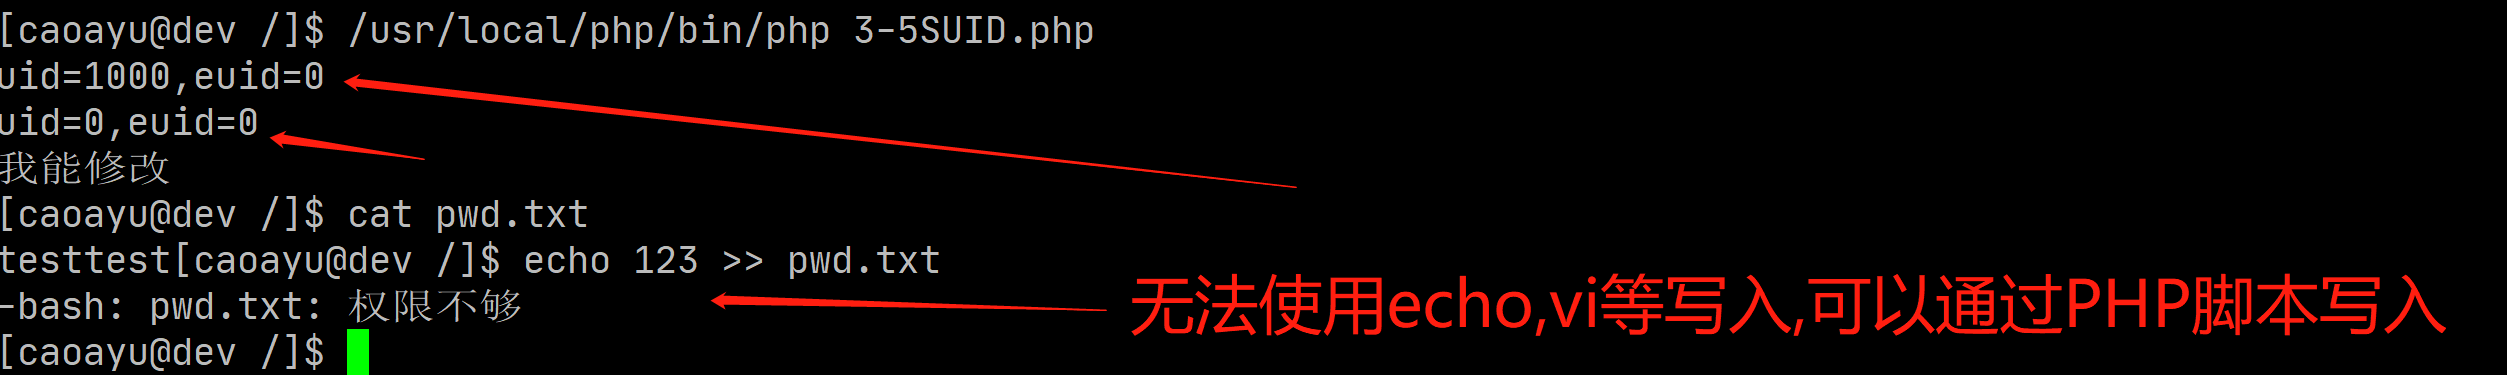 [caoayu@dev /]$ /usr/local/php/bin/php 3-5SUID.php
uid=1000,euid=0
uid=0,euid=0
我能修改
[caoayu@dev /]$ cat pwd.txt
testtest[caoayu@dev /]$ echo 123 >> pwd.txt
-bash: pwd.txt: 权限不够
无法使用echo,vi等写入,可以通过PHP脚本写入
[caoayu@dev /]$